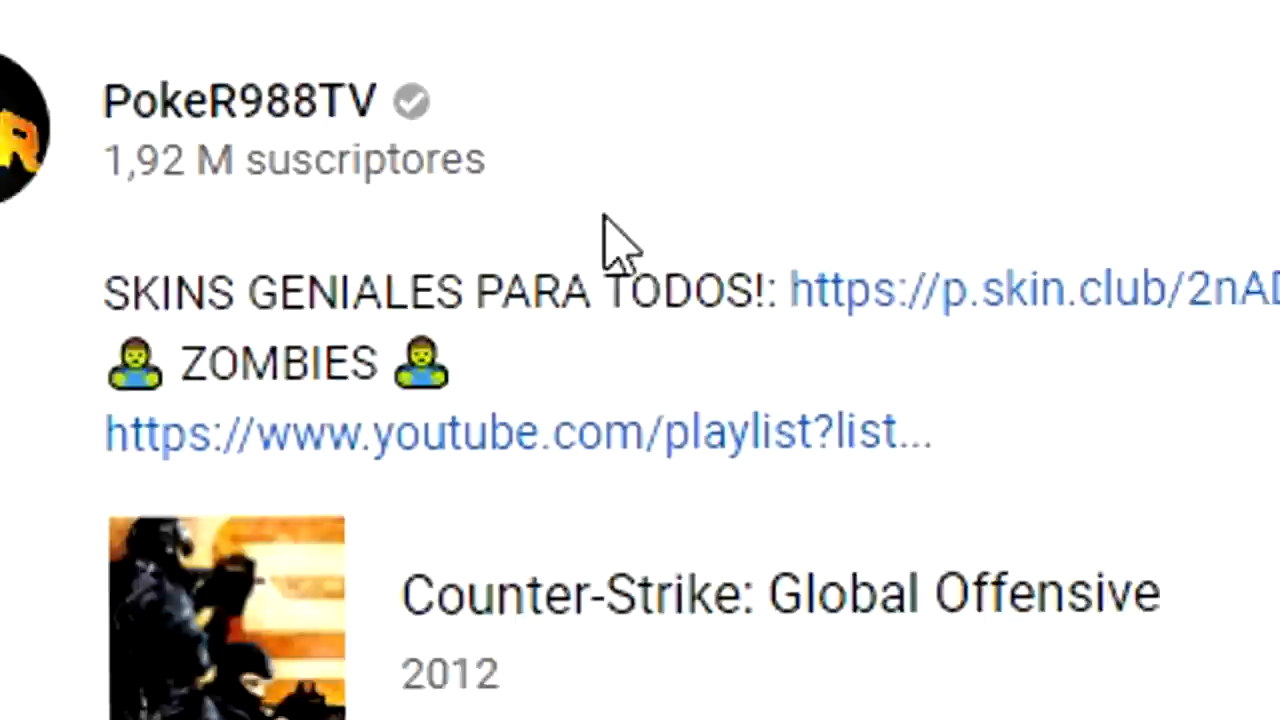 PokeR988TV
1,92 M suscriptores
SKINS GENIALES PARA TODOS!: https://p.skin.club/2nAD
ZOMBIES
https://www.youtube.com/playlist?list...
Counter-Strike: Global Offensive
2012